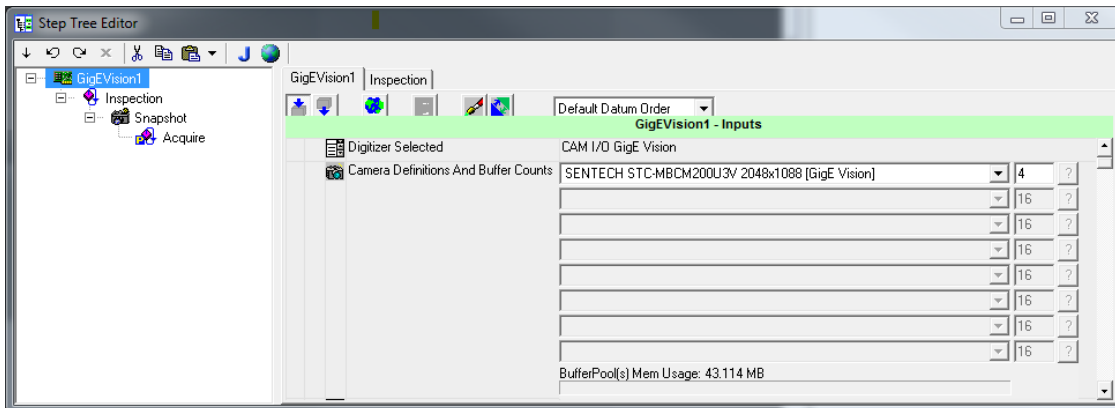 Step Tree Editor
J
GigEVision1
Inspection
Snapshot
Acquire
GigEVision1 Inspection
Default Datum Order
GigEVision1 - Inputs
Digitizer Selected CAM I/O GigE Vision
Camera Definitions And Buffer Counts SENTECH STC-MBCM200U3V 2048x1088 [GigE Vision] 4 ?
16 ?
16 ?
16 ?
16 ?
16 ?
16 ?
16 ?
BufferPool(s) Mem Usage: 43.114 MB